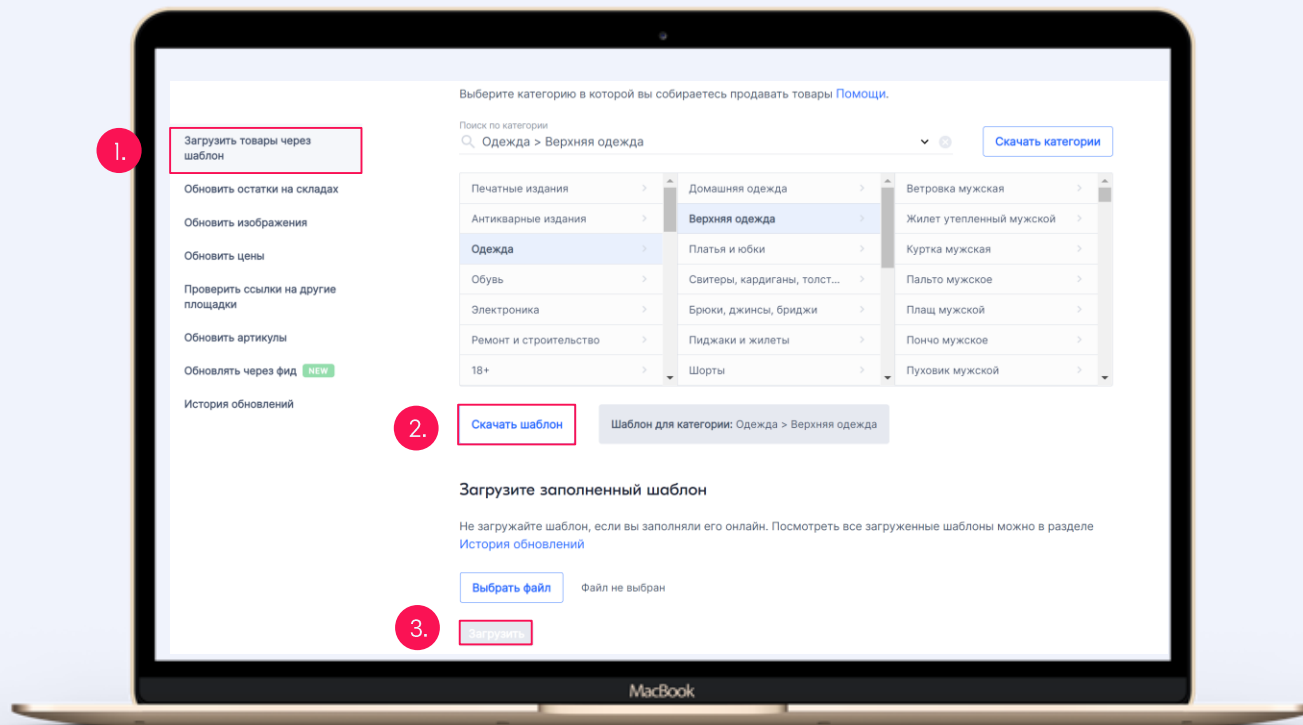 Выберите категорию в которой вы собираетесь продавать товары Помощи.
1.
Загрузить товары через
шаблон
Обновить остатки на складах
Обновить изображения
Обновить цены
Проверить ссылки на другие
площадки
Обновить артикулы
Обновлять через фид NEW
История обновлений
Поиск по категории
Одежда > Верхняя одежда
Скачать категории
Печатные издания
Антикварные издания
Одежда
Обувь
Электроника
Ремонт и строительство
18+
Домашняя одежда
Верхняя одежда
Платья и юбки
Свитеры, кардиганы, толст...
Брюки, джинсы, бриджи
Пиджаки и жилеты
Шорты
Ветровка мужская
Жилет утепленный мужской
Куртка мужская
Пальто мужское
Плащ мужской
Пончо мужское
Пуховик мужской
2.
Скачать шаблон
Шаблон для категории: Одежда > Верхняя одежда
Загрузите заполненный шаблон
Не загружайте шаблон, если вы заполняли его онлайн. Посмотреть все загруженные шаблоны можно в разделе
История обновлений
Выбрать файл
Файл не выбран
3.
Загрузить
MacBook